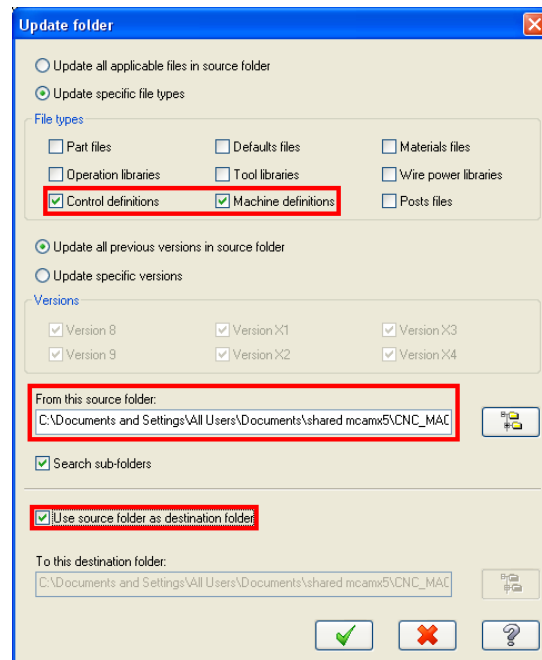 Update folder
Update all applicable files in source folder
Update specific file types
File types
Part files Defaults files Materials files
Operation libraries Tool libraries Wire power libraries
Control definitions Machine definitions Posts files
Update all previous versions in source folder
Update specific versions
Versions
Version 8 Version X1 Version X3
Version 9 Version X2 Version X4
From this source folder:
C:\Documents and Settings\All Users\Documents\shared mcamx5\CNC_MAC
Search sub-folders
Use source folder as destination folder
To this destination folder:
C:\Documents and Settings\All Users\Documents\shared mcamx5\CNC_MAC